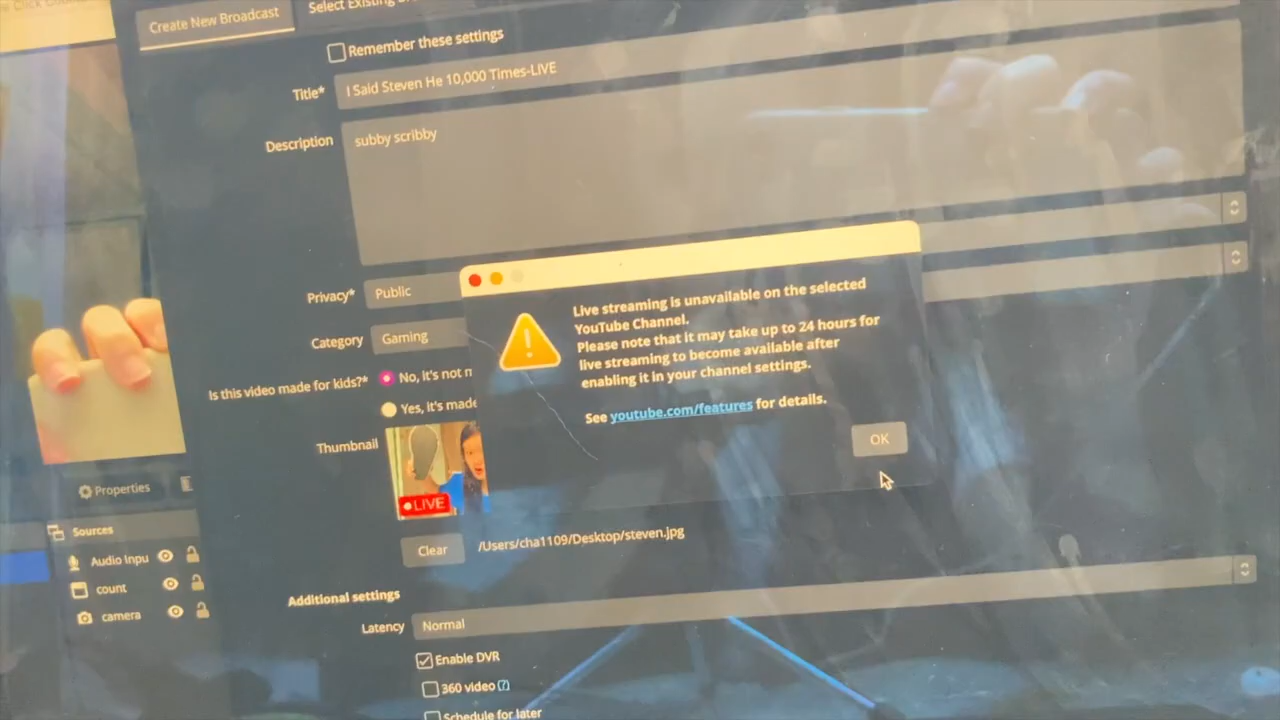 Create New Broadcast
Select Existing
Remember these settings
Title* I Said Steven He 10,000 Times-LIVE
Description subby scribby
Privacy* Public
Category Gaming
Is this video made for kids?* No, it's not
Yes, it's made
Thumbnail
LIVE
Clear /Users/cha1109/Desktop/steven.jpg
Additional settings
Latency Normal
Enable DVR
360 video (?)
Schedule for later
Live streaming is unavailable on the selected
YouTube Channel.
Please note that it may take up to 24 hours for
live streaming to become available after
enabling it in your channel settings.
See youtube.com/features for details.
OK
Properties
Sources
Audio Inpu
count
camera